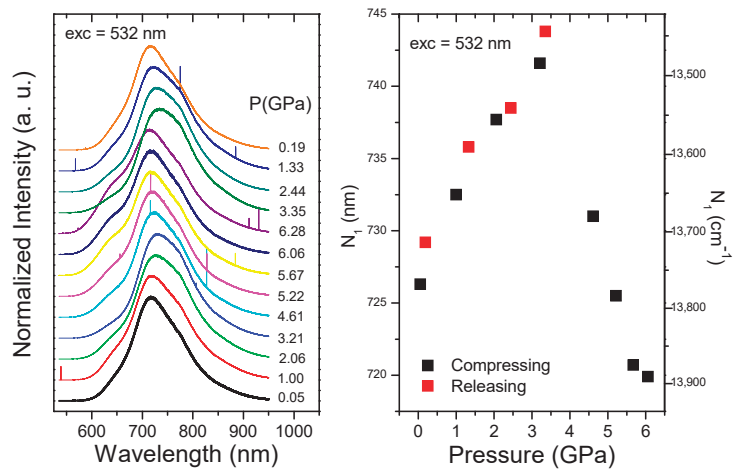 exc = 532 nm
P(GPa)
0.19
1.33
2.44
3.35
6.28
6.06
5.67
5.22
4.61
3.21
2.06
1.00
0.05
Normalized Intensity (a. u.)
600 700 800 900 1000
Wavelength (nm)
exc = 532 nm
745
740
735
730
725
720
N₁ (nm)
13,500
13,600
13,700
13,800
13,900
N₁ (cm⁻¹)
Compressing
Releasing
0 1 2 3 4 5 6
Pressure (GPa)